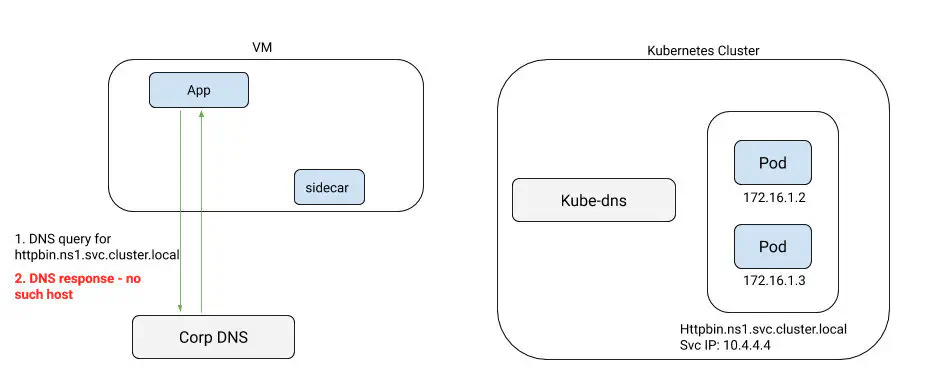 VM
App
sidecar
1. DNS query for
httpbin.ns1.svc.cluster.local
2. DNS response - no
such host
Corp DNS
Kubernetes Cluster
Kube-dns
Pod
172.16.1.2
Pod
172.16.1.3
Httpbin.ns1.svc.cluster.local
Svc IP: 10.4.4.4